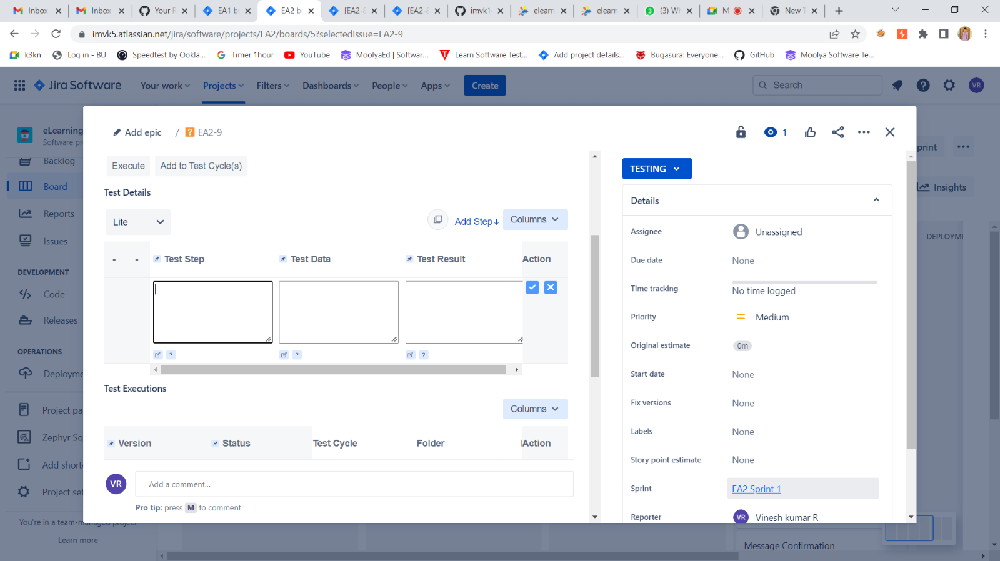 Inbox
Inbox
Your R
EA1 b
EA2 b
[EA2-8
[EA2-8
imvk1
elearn
elearn
(3) Wh
M
New T
imvk5.atlassian.net/jira/software/projects/EA2/boards/5?selectedIssue=EA2-9
k3kn
Log in - BU
Speedtest by Ookla...
Timer 1hour
YouTube
MoolyaEd | Softwar...
Learn Software Test...
Add project details...
Bugasura: Everyone...
GitHub
Moolya Software Te...
Jira Software
Your work
Projects
Filters
Dashboards
People
Apps
Create
Search
VR
eLearning
Software pr
Backlog
Board
Reports
Issues
DEVELOPMENT
Code
Releases
OPERATIONS
Deployme
Project pa
Zephyr Sq
Add short
Project set
You're in a team-managed project
Learn more
Add epic / EA2-9
1
Execute
Add to Test Cycle(s)
Test Details
Lite
Add Step↓
Columns
- - Test Step Test Data Test Result Action
? ? ?
Test Executions
Columns
Version Status Test Cycle Folder Action
VR
Add a comment...
Pro tip: press M to comment
TESTING
Details
Assignee Unassigned
Due date None
Time tracking No time logged
Priority Medium
Original estimate 0m
Start date None
Fix versions None
Labels None
Story point estimate None
Sprint EA2 Sprint 1
Reporter VR Vinesh kumar R
print
Insights
DEPLOYM
Message Confirmation